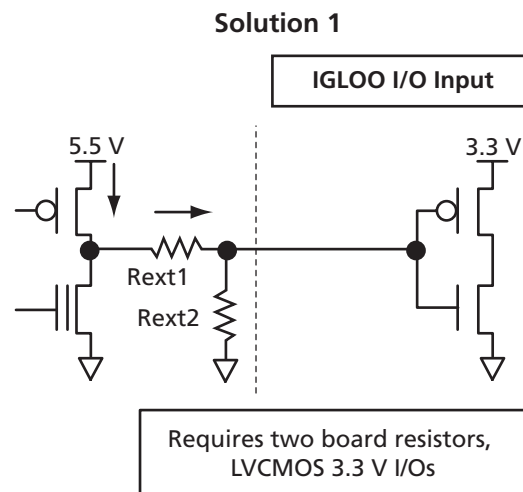 Solution 1
IGLOO I/O Input
5.5 V
3.3 V
Rext1
Rext2
Requires two board resistors,
LVCMOS 3.3 V I/Os